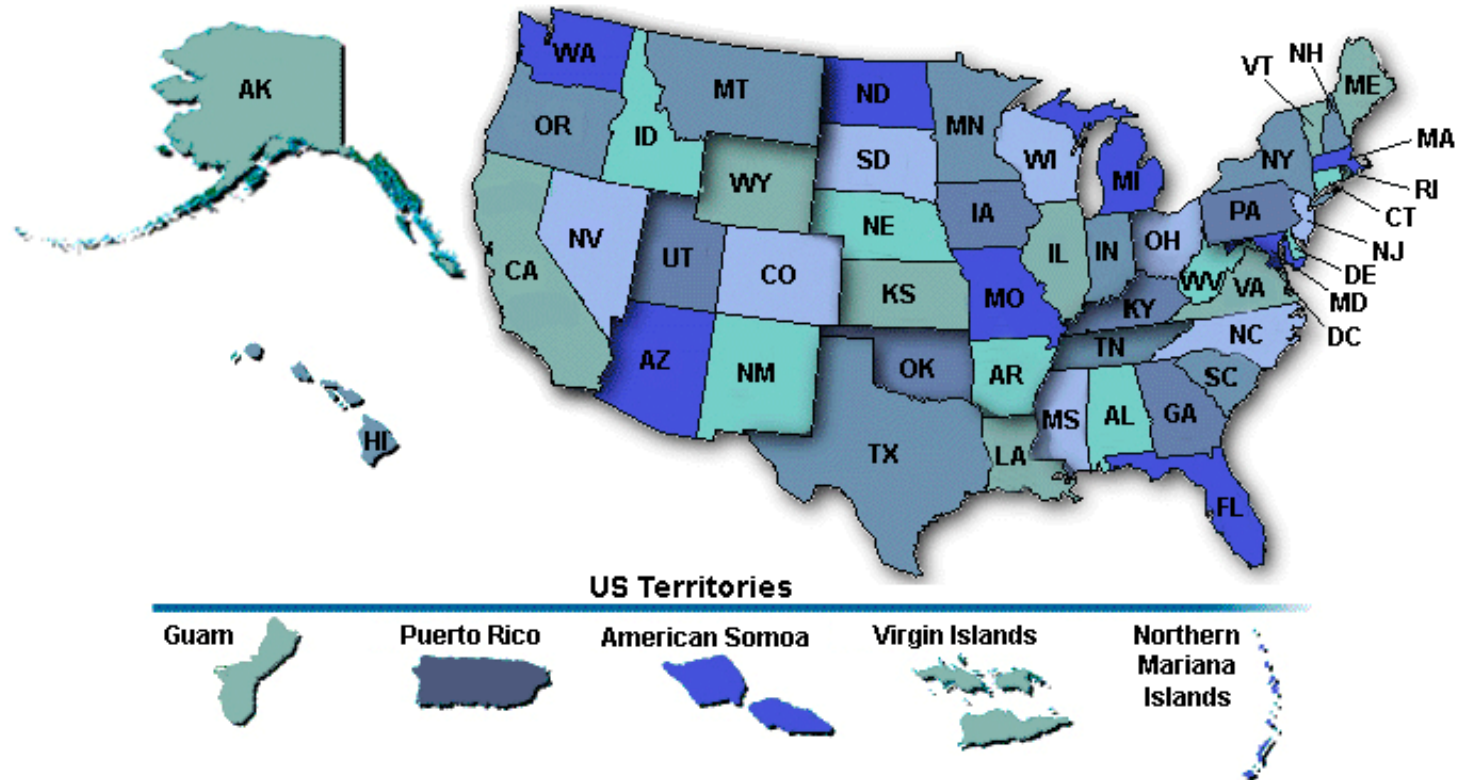 AK
WA
MT
ND
MN
OR
ID
SD
WI
MI
WY
VT
NH
ME
NY
MA
RI
CT
NJ
DE
MD
DC
PA
IA
NE
NV
UT
CO
CA
IL
IN
OH
WV
VA
KS
MO
KY
NC
TN
AZ
NM
OK
AR
SC
MS
AL
GA
HI
TX
LA
FL
US Territories
Guam
Puerto Rico
American Somoa
Virgin Islands
Northern
Mariana
Islands